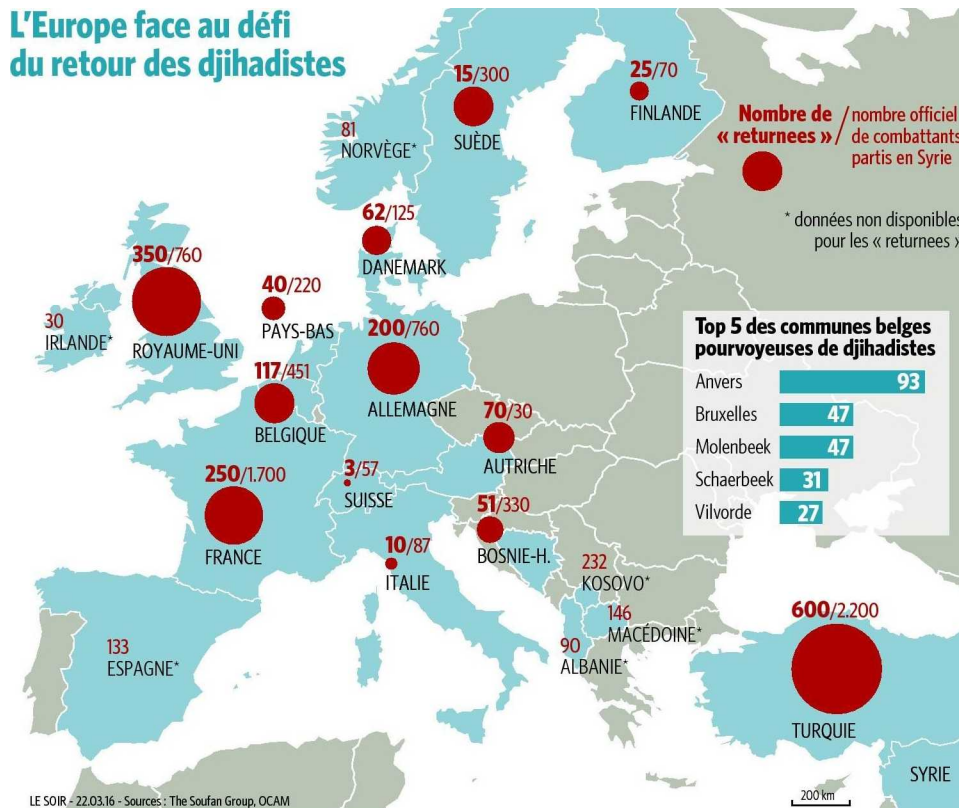 L'Europe face au défi
du retour des djihadistes
15/300
SUÈDE
25/70
FINLANDE
Nombre de
« returnees »
/
nombre officiel
de combattants
partis en Syrie
* données non disponibles
pour les « returnees »
81
NORVÈGE*
62/125
DANEMARK
350/760
ROYAUME-UNI
30
IRLANDE*
40/220
PAYS-BAS
200/760
ALLEMAGNE
117/451
BELGIQUE
70/30
AUTRICHE
250/1.700
FRANCE
3/57
SUISSE
51/330
BOSNIE-H.
10/87
ITALIE
232
KOSOVO*
146
MACÉDOINE*
90
ALBANIE*
133
ESPAGNE*
600/2.200
TURQUIE
SYRIE
Top 5 des communes belges
pourvoyeuses de djihadistes
Anvers 93
Bruxelles 47
Molenbeek 47
Schaerbeek 31
Vilvorde 27
200 km
LE SOIR - 22.03.16 - Sources : The Soufan Group, OCAM